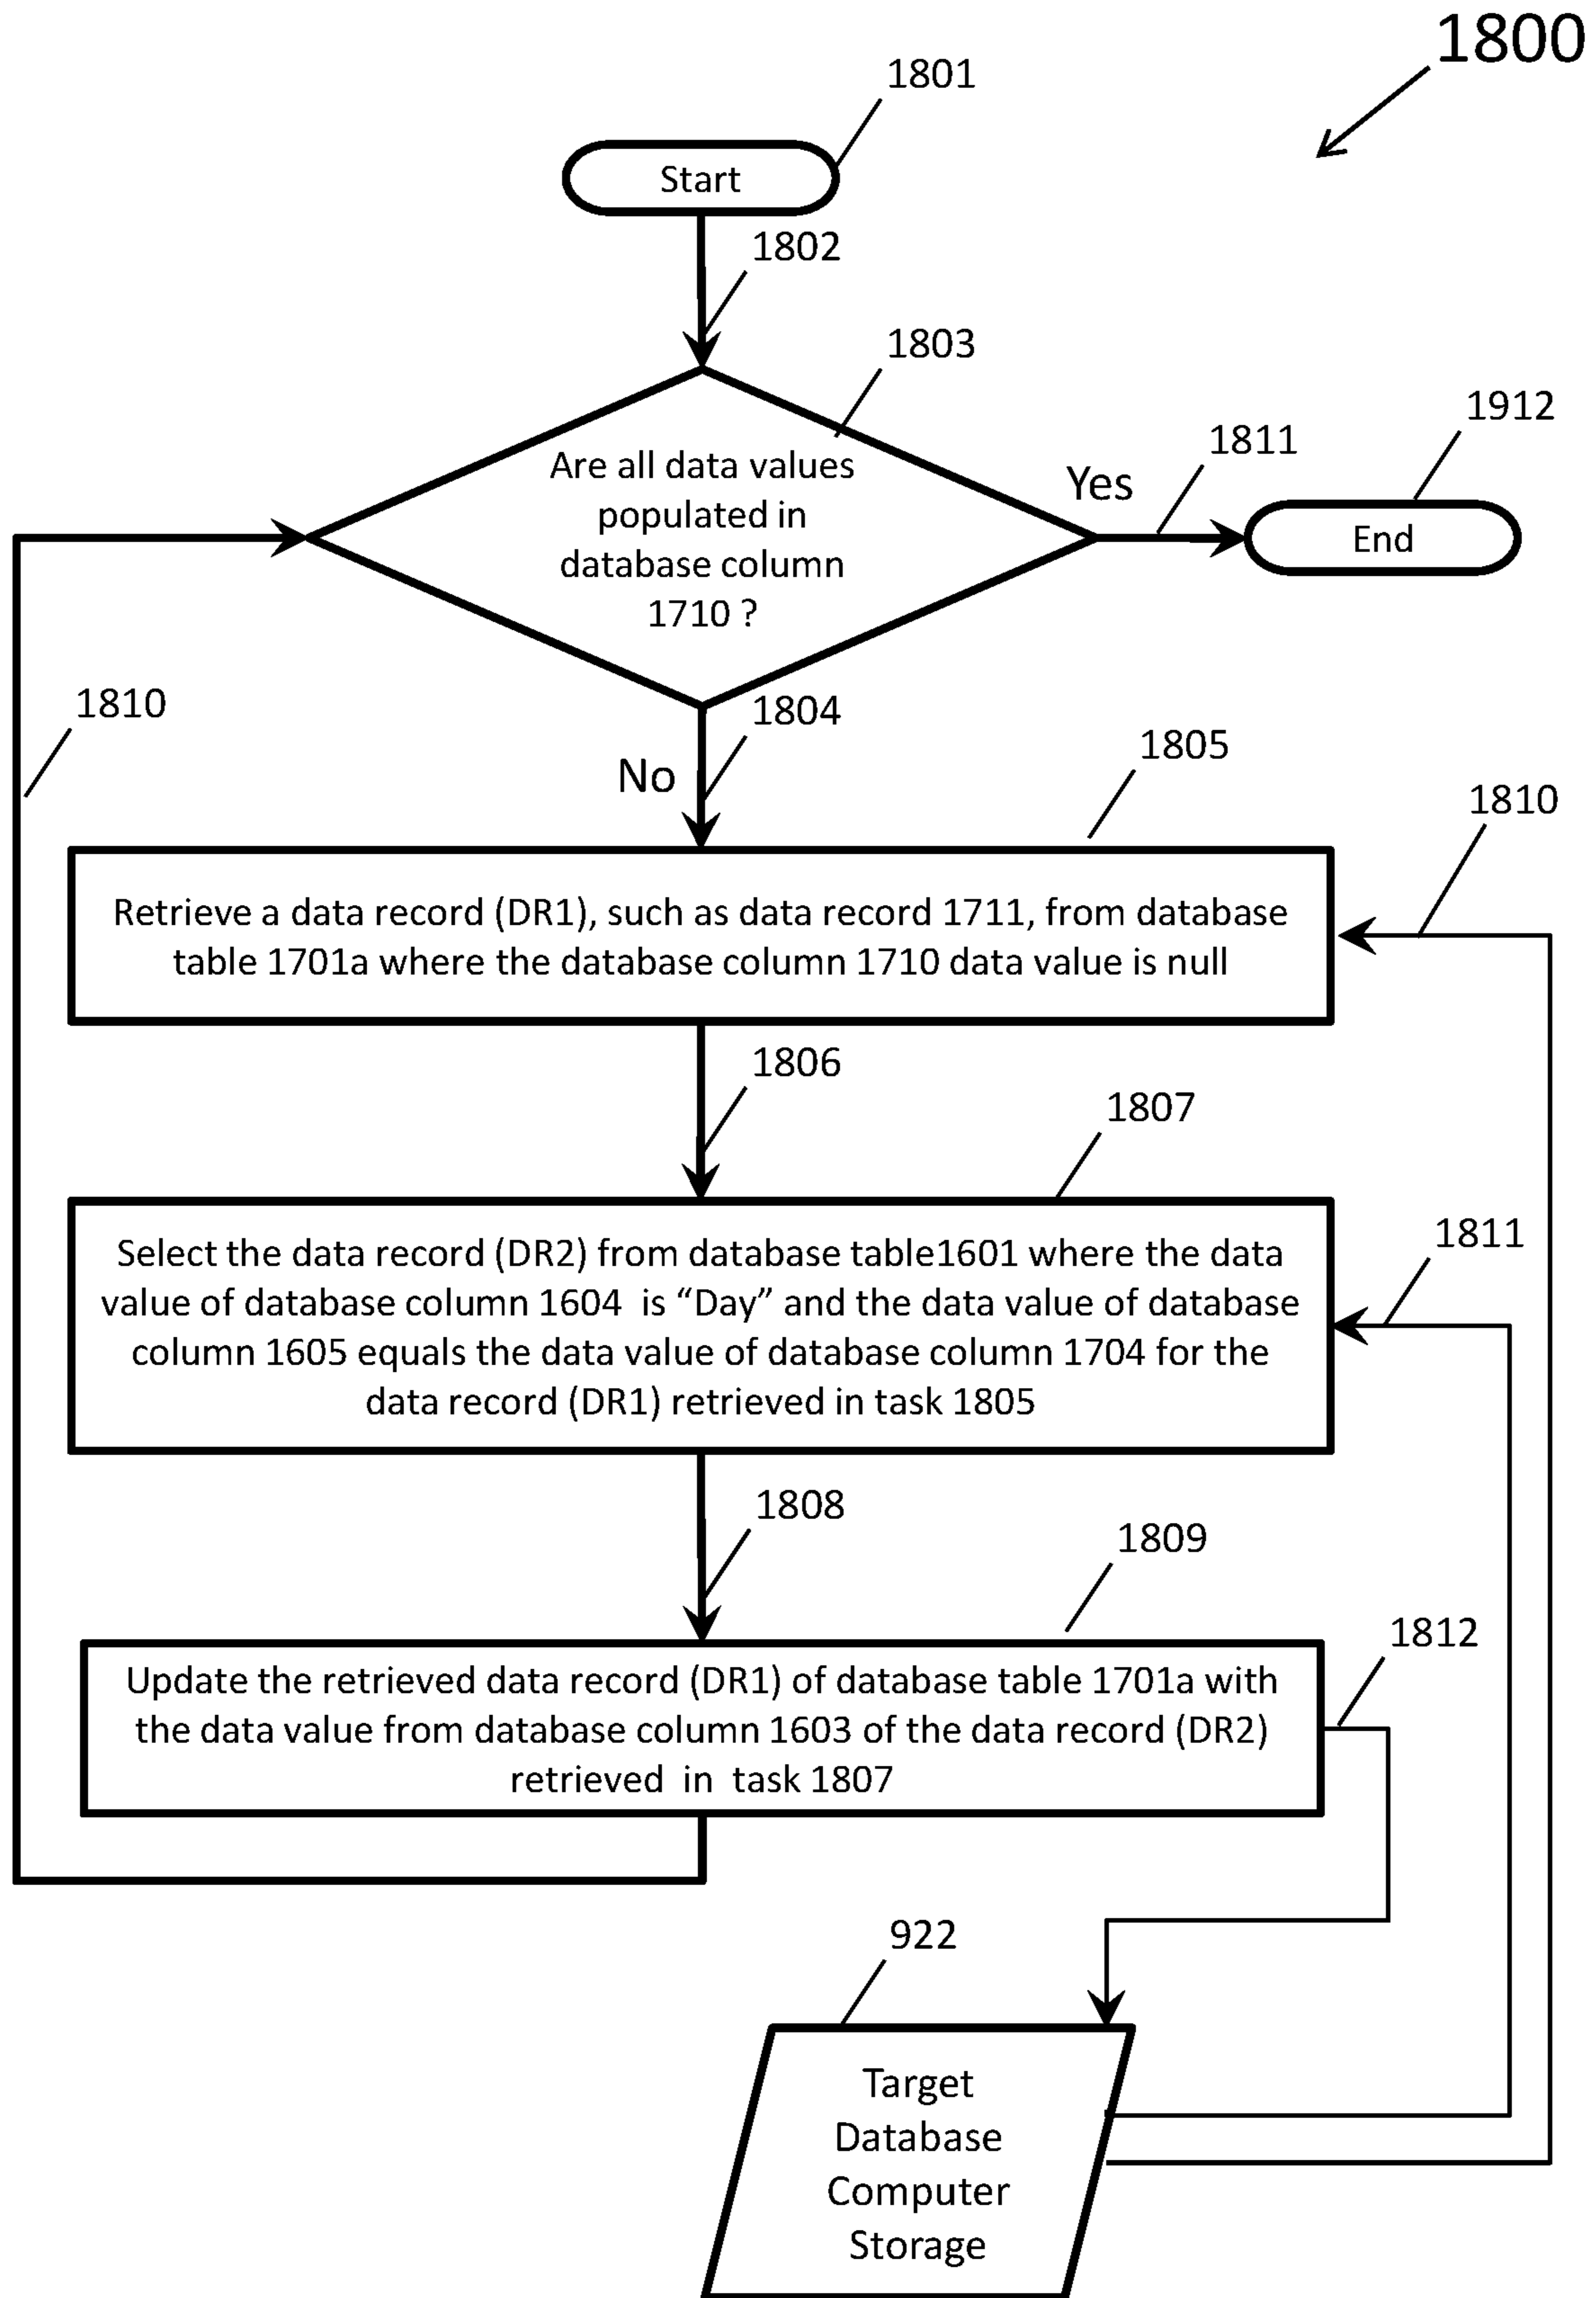 1800
1801
Start
1802
1803
1912
1811
Yes
Are all data values
populated in
database column
1710 ?
End
1810
1804
1805
No
1810
Retrieve a data record (DR1), such as data record 1711, from database
table 1701a where the database column 1710 data value is null
1806
1807
1811
Select the data record (DR2) from database table1601 where the data
value of database column 1604 is “Day” and the data value of database
column 1605 equals the data value of database column 1704 for the
data record (DR1) retrieved in task 1805
1808
1809
1812
Update the retrieved data record (DR1) of database table 1701a with
the data value from database column 1603 of the data record (DR2)
retrieved in task 1807
922
Target
Database
Computer
Storage